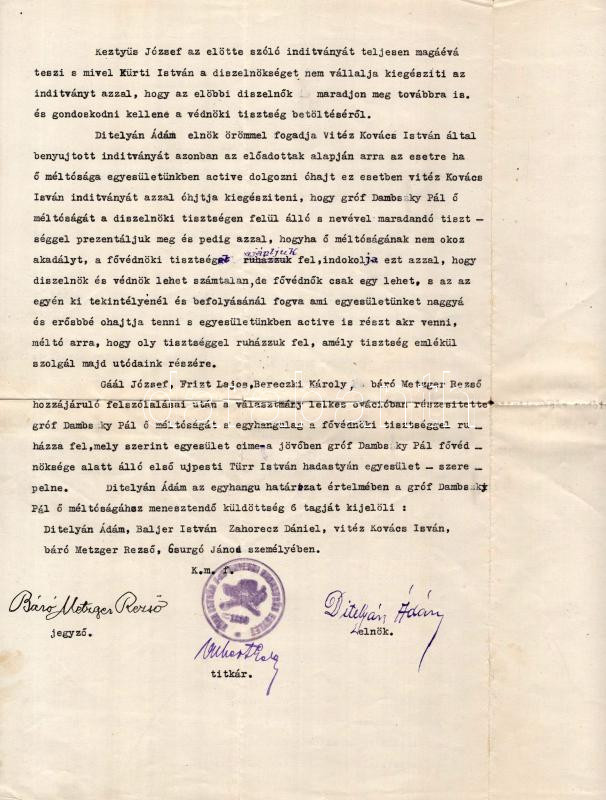 Keztyüs József az elötte szóló inditványát teljesen magáévá
teszi s mivel Kürti István a diszelnökséget nem vállalja kiegésziti az
inditványt azzal, hogy az elöbbi diszelnök maradjon meg továbbra is.
és gondoskodni kellene a védnöki tisztség betöltéséről.
Ditelyán Ádám elnök örömmel fogadja Vitéz Kovács István által
benyujtott inditványát azonban az előadottak alapján arra az esetre ha
ő méltósága egyesületünkben active dolgozni óhajt ez esetben vitéz Kovács
Isván inditványát azzal óhjtja kiegésziteni, hogy gróf Dambszky Pál ő
méltóságát a diszelnöki tisztségen felül álló s nevével maradandó tiszt -
séggel prezentáljuk meg és pedig azzal, hogyha ő méltóságának nem okoz
akadályt, a fővédnöki tisztséget ajánljuk ruházzuk fel,indokolja ezt azzal, hogy
diszelnök és védnök lehet számtalan,de fővédnők csak egy lehet, s az az
egyén ki tekintélyenél és befolyásánál fogva ami egyesületünket naggyá
és erősbbé ohajtja tenni s egyesületünkben active is részt akr venni,
méltó arra, hogy oly tisztséggel ruházzuk fel, amély tisztség emlékül
szolgál majd utódaink részére.
Gáál József, Frizt Lajos,Bereczki Károly, báró Metzger Rezső
hozzájáruló felszólalásai után a választmány lelkes ovációban részesitette
gróf Dambszky Pál ő méltóságát s egyhangulag a fővédnöki tisztséggel ru -
házza fel,mely szerint egyesület cime a jövőben gróf Dambszky Pál fővéd -
nöksége alatt álló első ujpesti Türr István hadastyán egyesület - szere -
pelne. Ditelyán Ádám az egyhangu határozat értelmében a gróf Dambszky
Pál ő méltóságához menesztendő küldöttség 6 tagját kijelöli :
Ditelyán Ádám, Baljer István Zahorecz Dániel, vitéz Kovács Isván,
báró Metzger Rezső, Gsurgó János személyében.
K.m. f.
Báró Metzger Rezső
Ditelyán Ádám
jegyző.
elnök.
titkár.